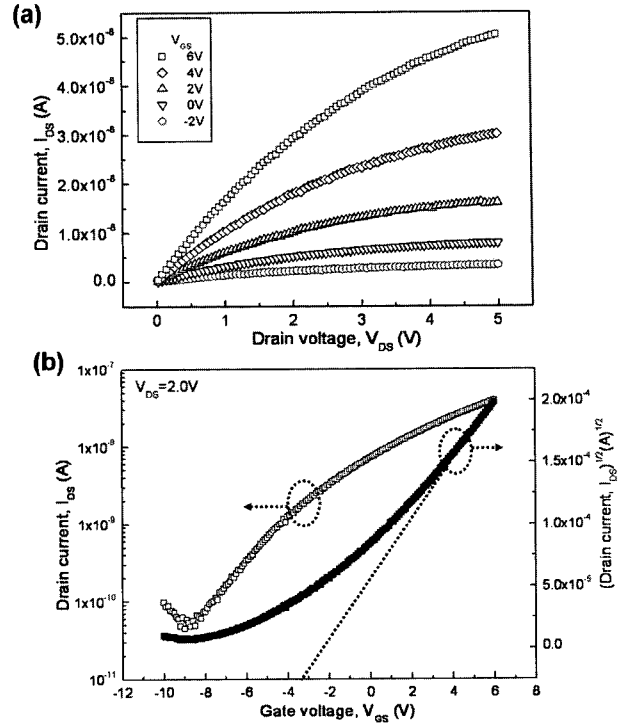 (a)
V_GS
6V
4V
2V
0V
-2V
5.0x10^-8
4.0x10^-8
3.0x10^-8
2.0x10^-8
1.0x10^-8
0.0
Drain current, I_DS (A)
0 1 2 3 4 5
Drain voltage, V_DS (V)
(b)
V_DS=2.0V
1x10^-7
1x10^-8
1x10^-9
1x10^-10
10^-11
Drain current, I_DS (A)
2.0x10^-4
1.5x10^-4
1.0x10^-4
5.0x10^-5
0.0
(Drain current, I_DS)^1/2 (A)^1/2
-12 -10 -8 -6 -4 -2 0 2 4 6 8
Gate voltage, V_GS (V)